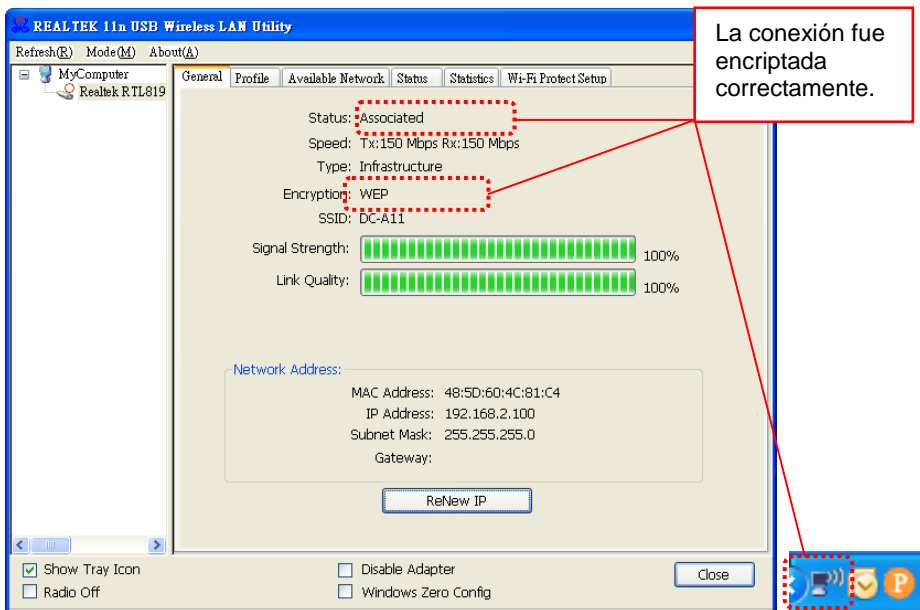 REALTEK 11n USB Wireless LAN Utility
La conexión fue
encriptada
correctamente.
Refresh(R) Mode(M) About(A)
MyComputer
Realtek RTL819
General Profile Available Network Status Statistics Wi-Fi Protect Setup
Status: Associated
Speed: Tx:150 Mbps Rx:150 Mbps
Type: Infrastructure
Encryption: WEP
SSID: DC-A11
Signal Strength: 100%
Link Quality: 100%
Network Address:
MAC Address: 48:5D:60:4C:81:C4
IP Address: 192.168.2.100
Subnet Mask: 255.255.255.0
Gateway:
ReNew IP
Show Tray Icon
Radio Off
Disable Adapter
Windows Zero Config
Close
P